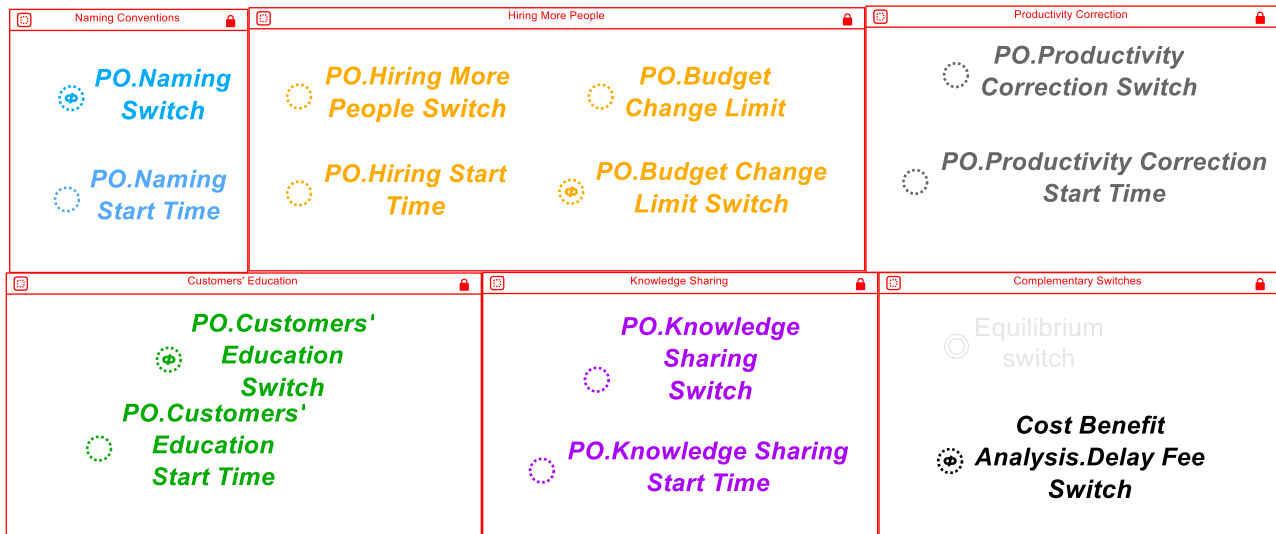 Naming Conventions
PO.Naming
Switch
PO.Naming
Start Time
Hiring More People
PO.Hiring More
People Switch
PO.Budget
Change Limit
PO.Hiring Start
Time
PO.Budget Change
Limit Switch
Productivity Correction
PO.Productivity
Correction Switch
PO.Productivity Correction
Start Time
Customers' Education
PO.Customers'
Education
Switch
PO.Customers'
Education
Start Time
Knowledge Sharing
PO.Knowledge
Sharing
Switch
PO.Knowledge Sharing
Start Time
Complementary Switches
Equilibrium
switch
Cost Benefit
Analysis.Delay Fee
Switch